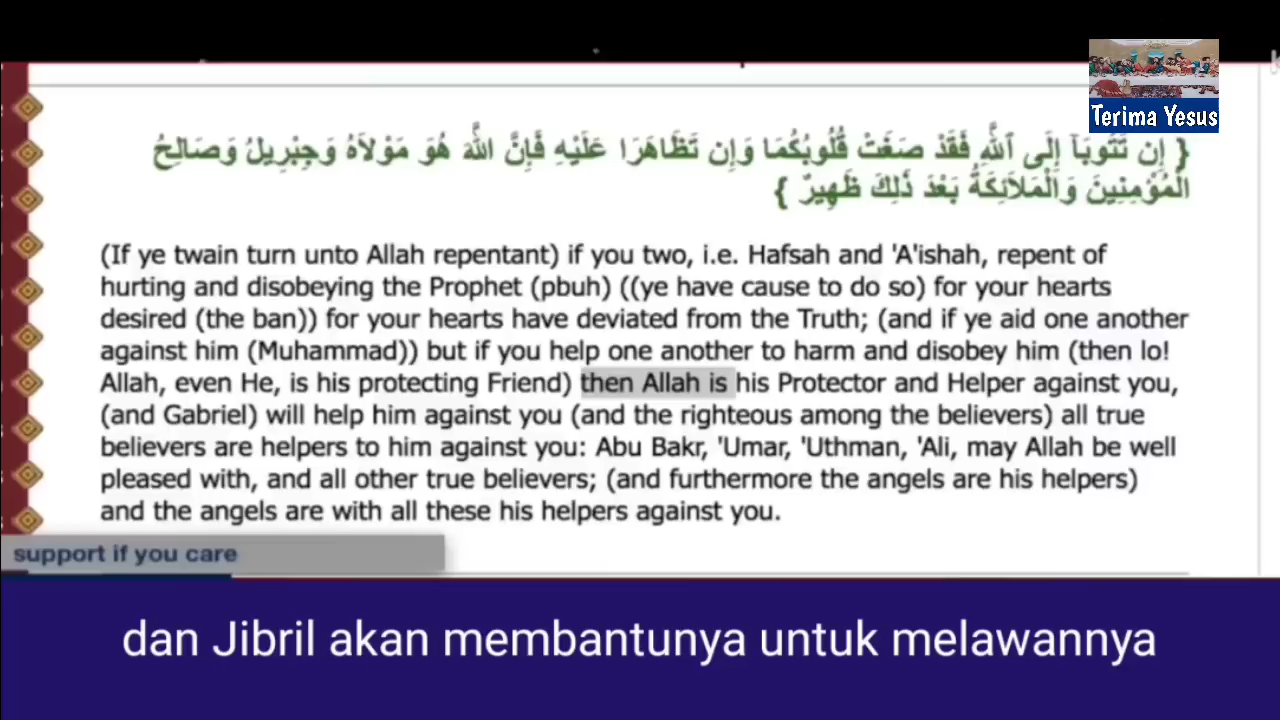 Terima Yesus
{ إِن تَتُوبَآ إِلَى ٱللَّهِ فَقَدْ صَغَتْ قُلُوبُكُمَا وَإِن تَظَاهَرَا عَلَيْهِ فَإِنَّ اللَّهَ هُوَ مَوْلاَهُ وَجِبْرِيلُ وَصَالِحُ
الْمُؤْمِنِينَ وَالْمَلاَئِكَةُ بَعْدَ ذَلِكَ ظَهِيرٌ }
(If ye twain turn unto Allah repentant) if you two, i.e. Hafsah and 'A'ishah, repent of
hurting and disobeying the Prophet (pbuh) ((ye have cause to do so) for your hearts
desired (the ban)) for your hearts have deviated from the Truth; (and if ye aid one another
against him (Muhammad)) but if you help one another to harm and disobey him (then lo!
Allah, even He, is his protecting Friend) then Allah is his Protector and Helper against you,
(and Gabriel) will help him against you (and the righteous among the believers) all true
believers are helpers to him against you: Abu Bakr, 'Umar, 'Uthman, 'Ali, may Allah be well
pleased with, and all other true believers; (and furthermore the angels are his helpers)
and the angels are with all these his helpers against you.
support if you care
dan Jibril akan membantunya untuk melawannya